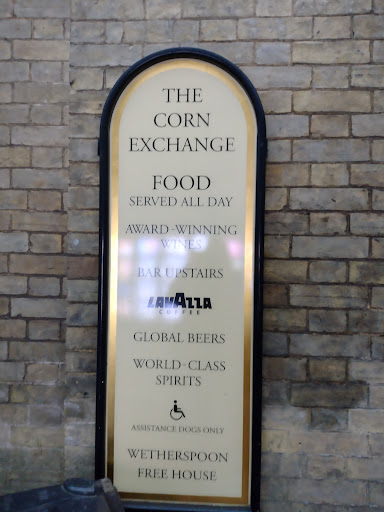 THE
CORN
EXCHANGE
FOOD
SERVED ALL DAY
AWARD-WINNING
WINES
BAR UPSTAIRS
LAVAZZA
COFFEE
GLOBAL BEERS
WORLD-CLASS
SPIRITS
ASSISTANCE DOGS ONLY
WETHERSPOON
FREE HOUSE